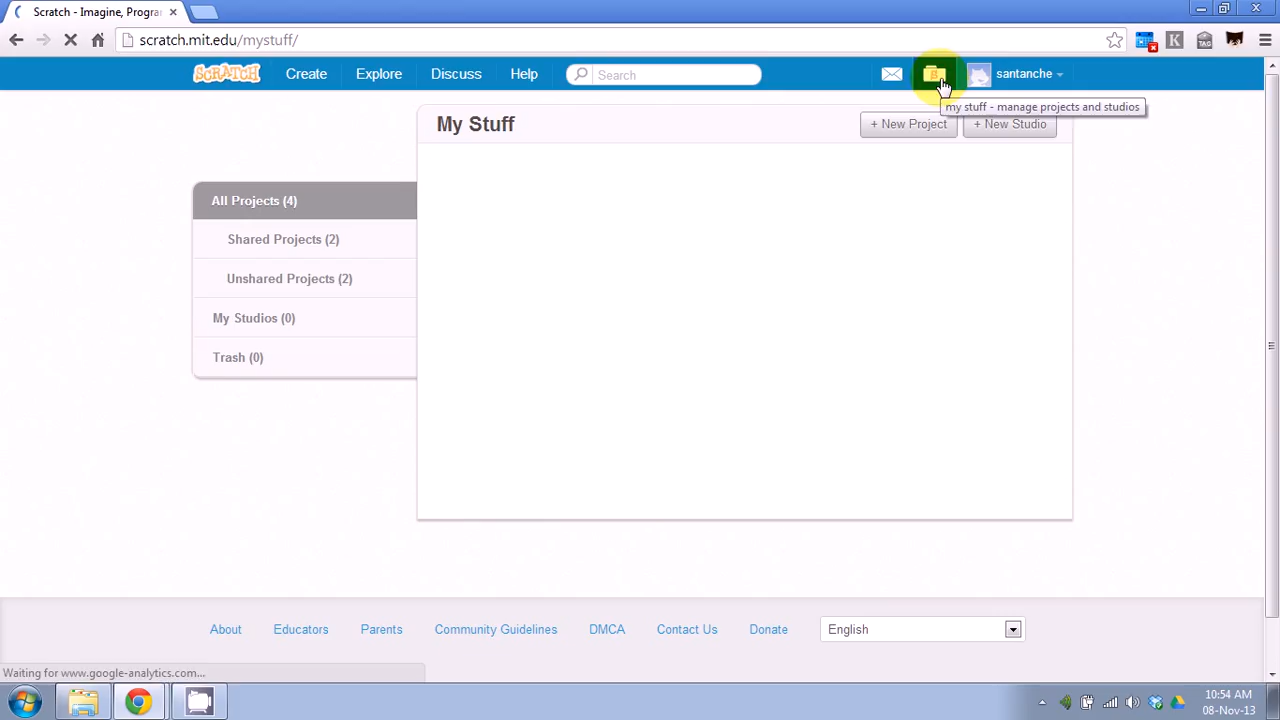 Scratch - Imagine, Progra
scratch.mit.edu/mystuff/
K
TAG
SCRATCH
Create
Explore
Discuss
Help
Search
santanche
my stuff - manage projects and studios
My Stuff
+ New Project
+ New Studio
All Projects (4)
Shared Projects (2)
Unshared Projects (2)
My Studios (0)
Trash (0)
About
Educators
Parents
Community Guidelines
DMCA
Contact Us
Donate
English
Waiting for www.google-analytics.com...
10:54 AM
08-Nov-13